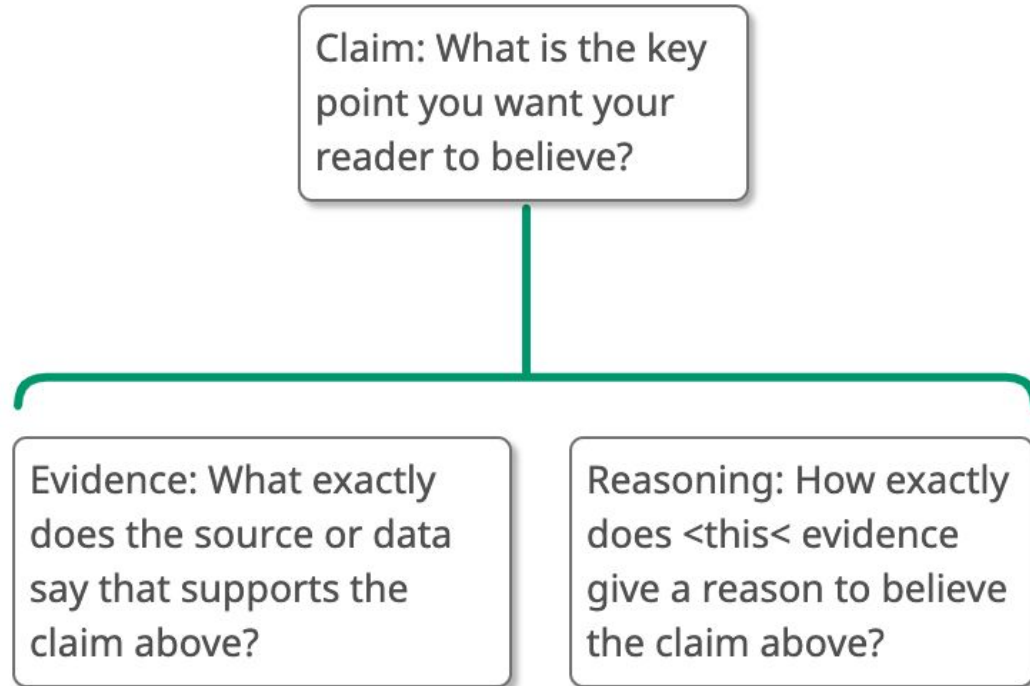 Claim: What is the key
point you want your
reader to believe?
Evidence: What exactly
does the source or data
say that supports the
claim above?
Reasoning: How exactly
does <this< evidence
give a reason to believe
the claim above?